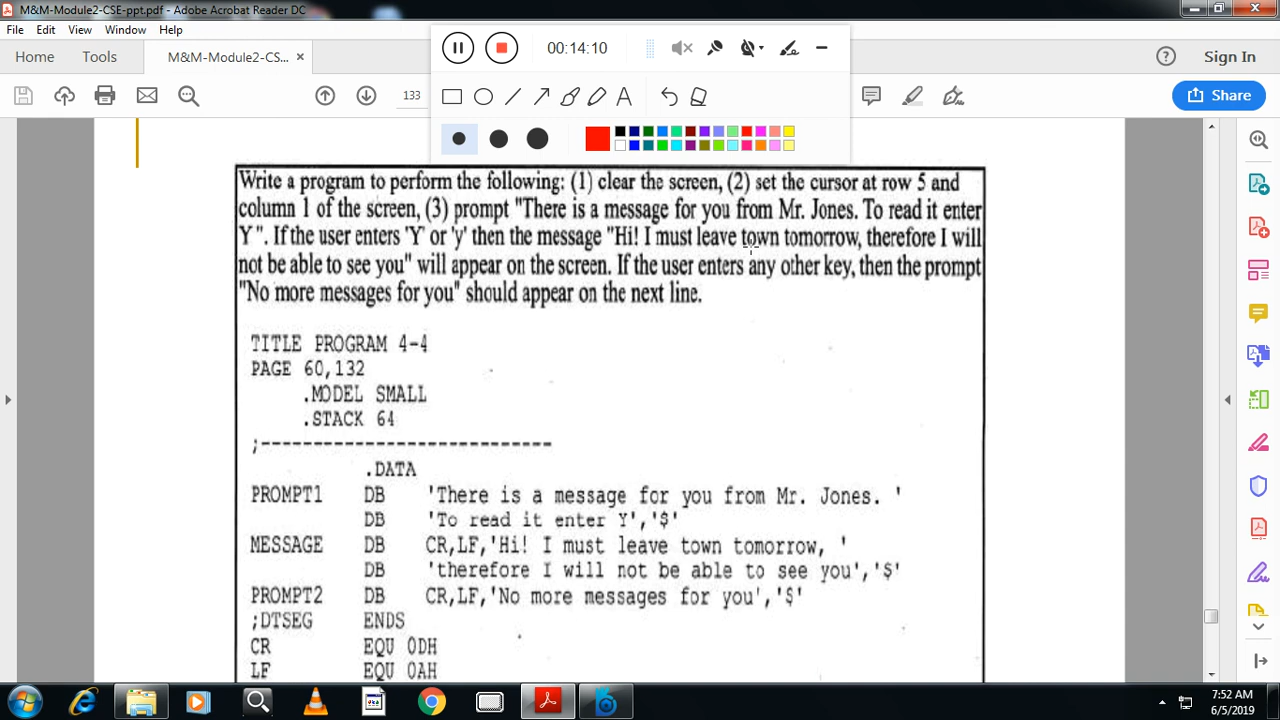 M&M-Module2-CSE-ppt.pdf - Adobe Acrobat Reader DC
File Edit View Window Help
00:14:10
Home Tools M&M-Module2-CS... × Sign In
133 Share
Write a program to perform the following: (1) clear the screen, (2) set the cursor at row 5 and
column 1 of the screen, (3) prompt "There is a message for you from Mr. Jones. To read it enter
Y ". If the user enters 'Y' or 'y' then the message "Hi! I must leave town tomorrow, therefore I will
not be able to see you" will appear on the screen. If the user enters any other key, then the prompt
"No more messages for you" should appear on the next line.
TITLE PROGRAM 4-4
PAGE 60,132
.MODEL SMALL
.STACK 64
;----------------------------
.DATA
PROMPT1 DB 'There is a message for you from Mr. Jones. '
DB 'To read it enter Y','$'
MESSAGE DB CR,LF,'Hi! I must leave town tomorrow, '
DB 'therefore I will not be able to see you','$'
PROMPT2 DB CR,LF,'No more messages for you','$'
;DTSEG ENDS
CR EQU 0DH
LF EQU 0AH
7:52 AM
6/5/2019